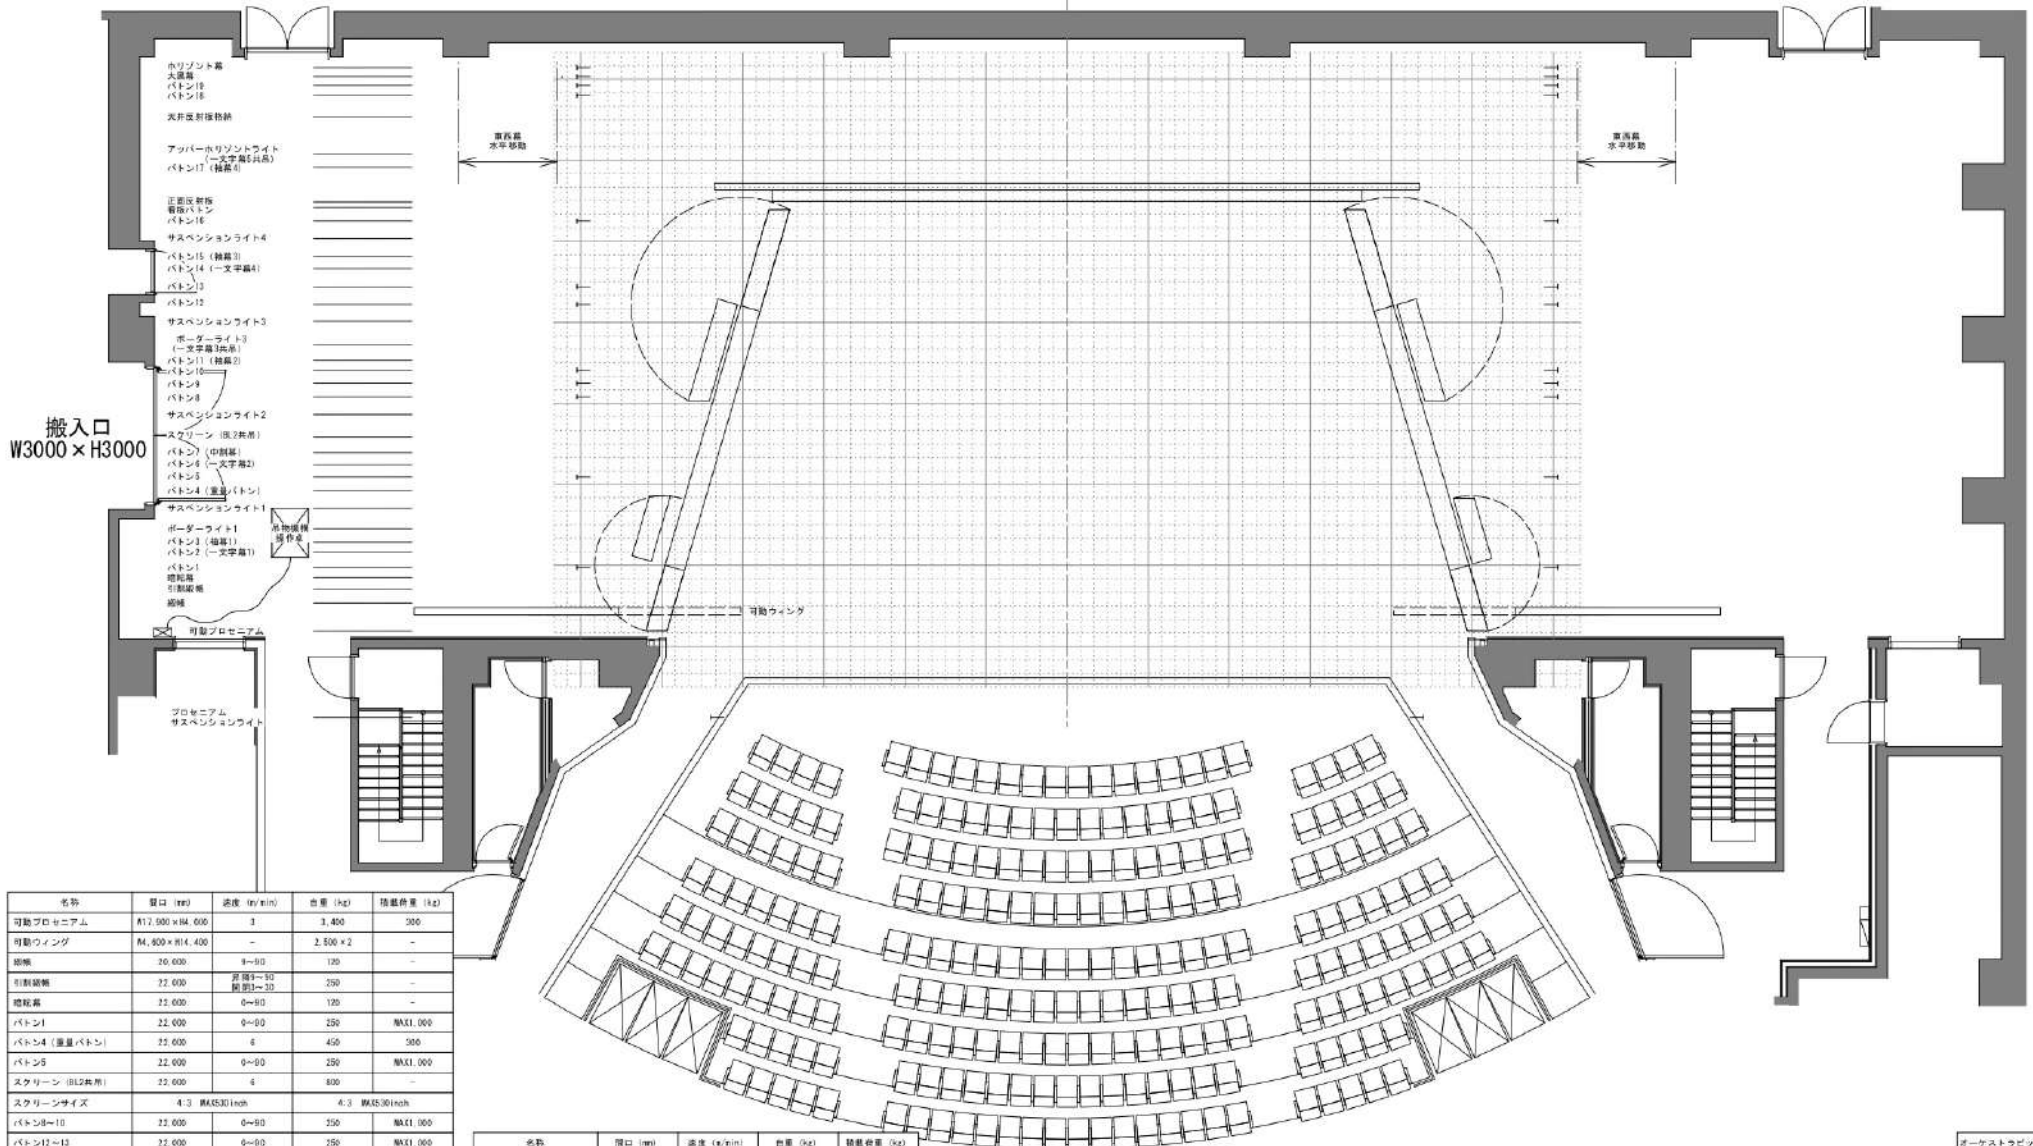 ホリゾント幕
大黒幕
バトン19
バトン18
天井反射板格納
アッパーホリゾントライト
(一文字幕5共吊)
バトン17 (袖幕4)
正面反射板
看板バトン
バトン16
サスペンションライト4
バトン15 (袖幕3)
バトン14 (一文字幕4)
バトン13
バトン12
サスペンションライト3
ボーダーライト3
(一文字幕3共吊)
バトン11 (袖幕2)
バトン10
バトン9
バトン8
サスペンションライト2
スクリーン (BL2共吊)
バトン7 (中割幕)
バトン6 (一文字幕2)
バトン5
バトン4 (重量バトン)
サスペンションライト1
ボーダーライト1
バトン3 (袖幕1)
バトン2 (一文字幕1)
バトン1
暗転幕
引割緞帳
緞帳
可動プロセニアム
吊物機構
操作卓
搬入口
W3000×H3000
東西幕
水平移動
東西幕
水平移動
可動ウィング
プロセニアム
サスペンションライト
名称 間口 (mm) 速度 (m/min) 自重 (kg) 積載荷重 (kg)
可動プロセニアム W17,900×H4,000 3 3,400 300
可動ウィング W4,600×H14,400 - 2,500×2 -
緞帳 20,000 9~90 120 -
引割緞帳 22,000 昇降9~90 開閉3~30 250 -
暗転幕 22,000 0~90 120 -
バトン1 22,000 0~90 250 MAX1,000
バトン4 (重量バトン) 22,000 6 450 300
バトン5 22,000 0~90 250 MAX1,000
スクリーン (BL2共吊) 22,000 6 800 -
スクリーンサイズ 4:3 MAX530inch 4:3 MAX530inch
バトン8~10 22,000 0~90 250 MAX1,000
バトン12~13 22,000 0~90 250 MAX1,000
名称 間口 (mm) 速度 (m/min) 自重 (kg) 積載荷重 (kg)